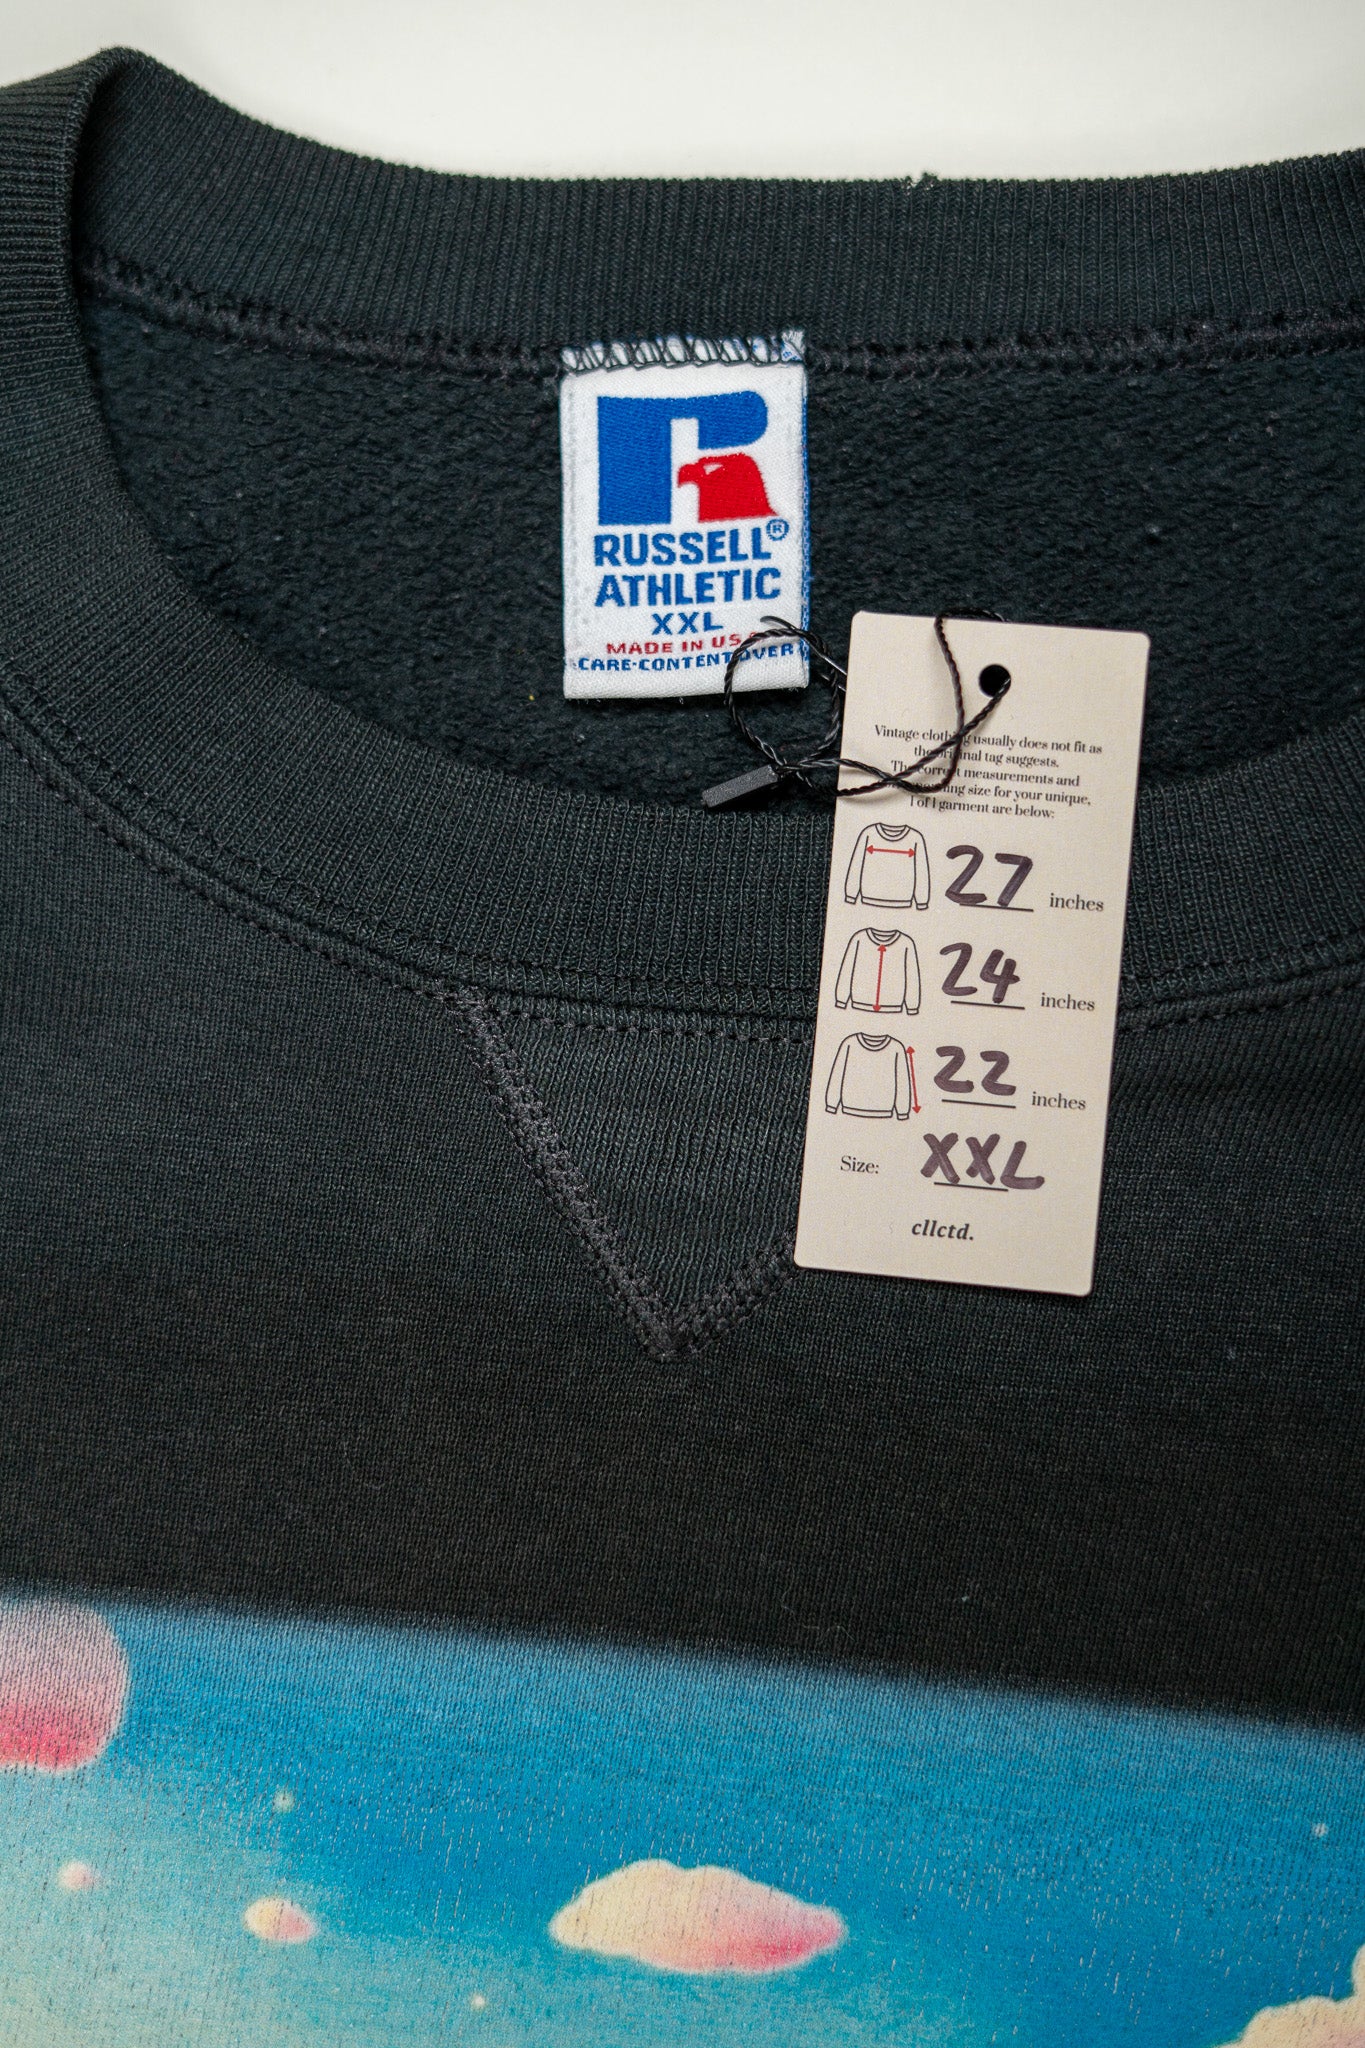 RUSSELL®
ATHLETIC
XXL
MADE IN US
CARE·CONTENT OVER
Vintage clothing usually does not fit as
the original tag suggests.
The correct measurements and
size for your unique,
1 of 1 garment are below:
27 inches
24 inches
22 inches
Size: XXL
cllctd.